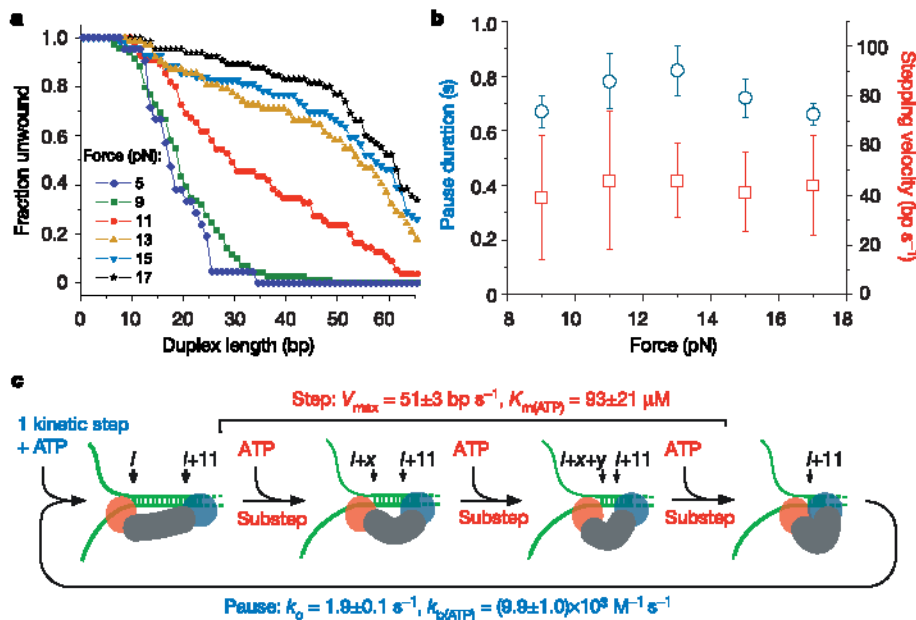 a
Fraction unwound
1.0
0.8
0.6
0.4
0.2
0
Force (pN):
5
9
11
13
15
17
0 10 20 30 40 50 60
Duplex length (bp)
b
Pause duration (s)
1.0
0.8
0.6
0.4
0.2
0
100
80
60
40
20
0
Stepping velocity (bp s⁻¹)
8 10 12 14 16 18
Force (pN)
c
Step: Vmax = 51±3 bp s⁻¹, Km(ATP) = 93±21 µM
1 kinetic step
+ ATP
l l+11
ATP
Substep
l+x l+11
ATP
Substep
l+x+y l+11
ATP
Substep
l+11
Pause: k₀ = 1.9±0.1 s⁻¹, kb(ATP) = (9.9±1.0)×10³ M⁻¹ s⁻¹